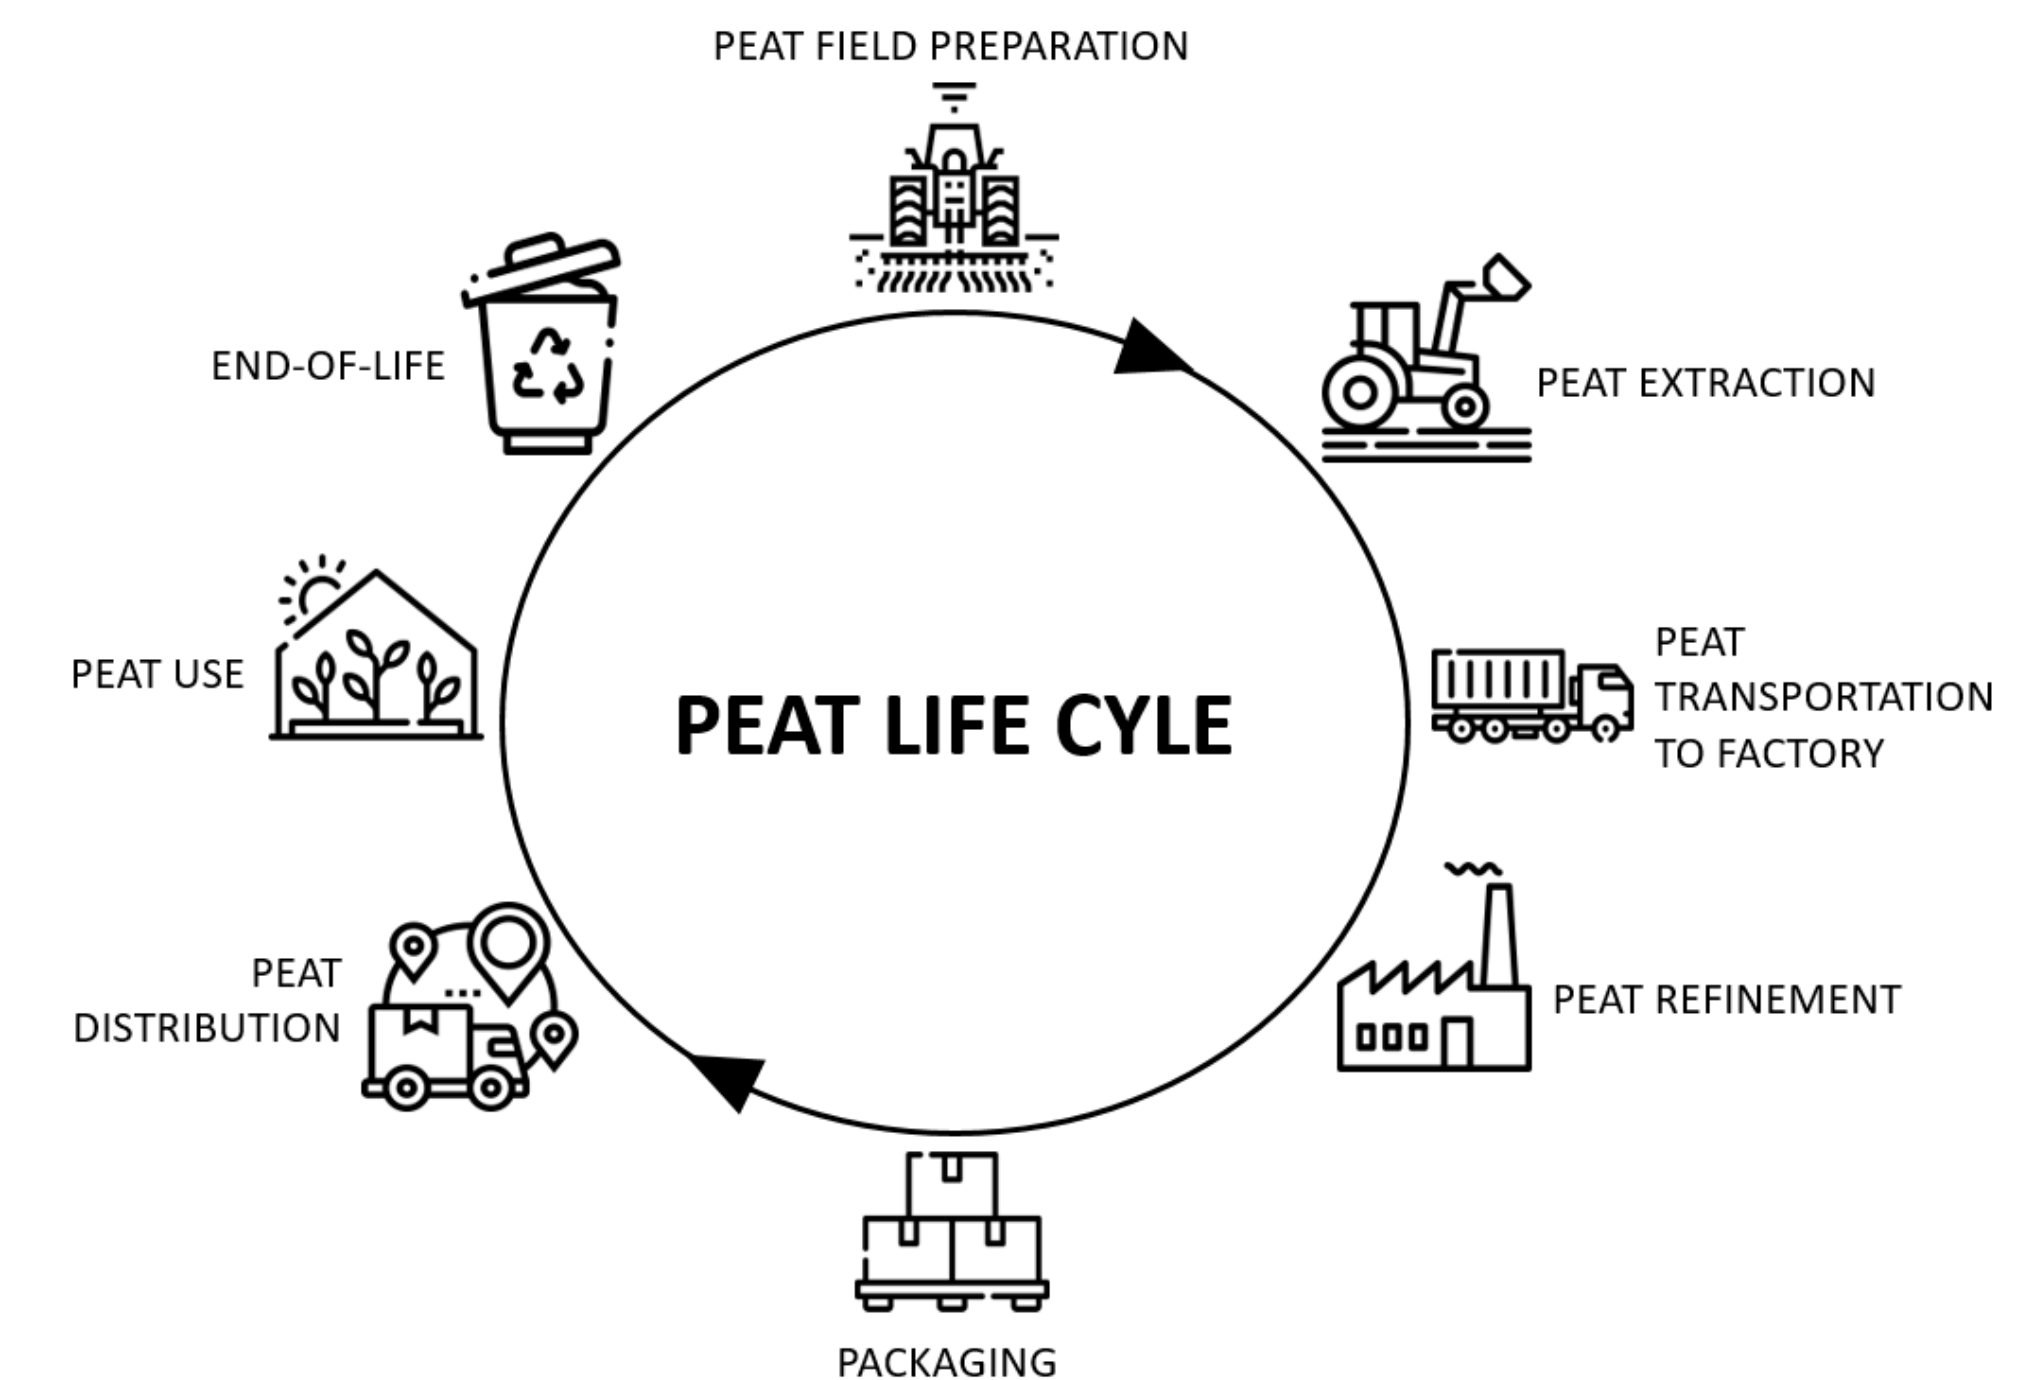 PEAT FIELD PREPARATION
PEAT EXTRACTION
PEAT
TRANSPORTATION
TO FACTORY
PEAT REFINEMENT
PACKAGING
PEAT
DISTRIBUTION
PEAT USE
END-OF-LIFE
PEAT LIFE CYLE